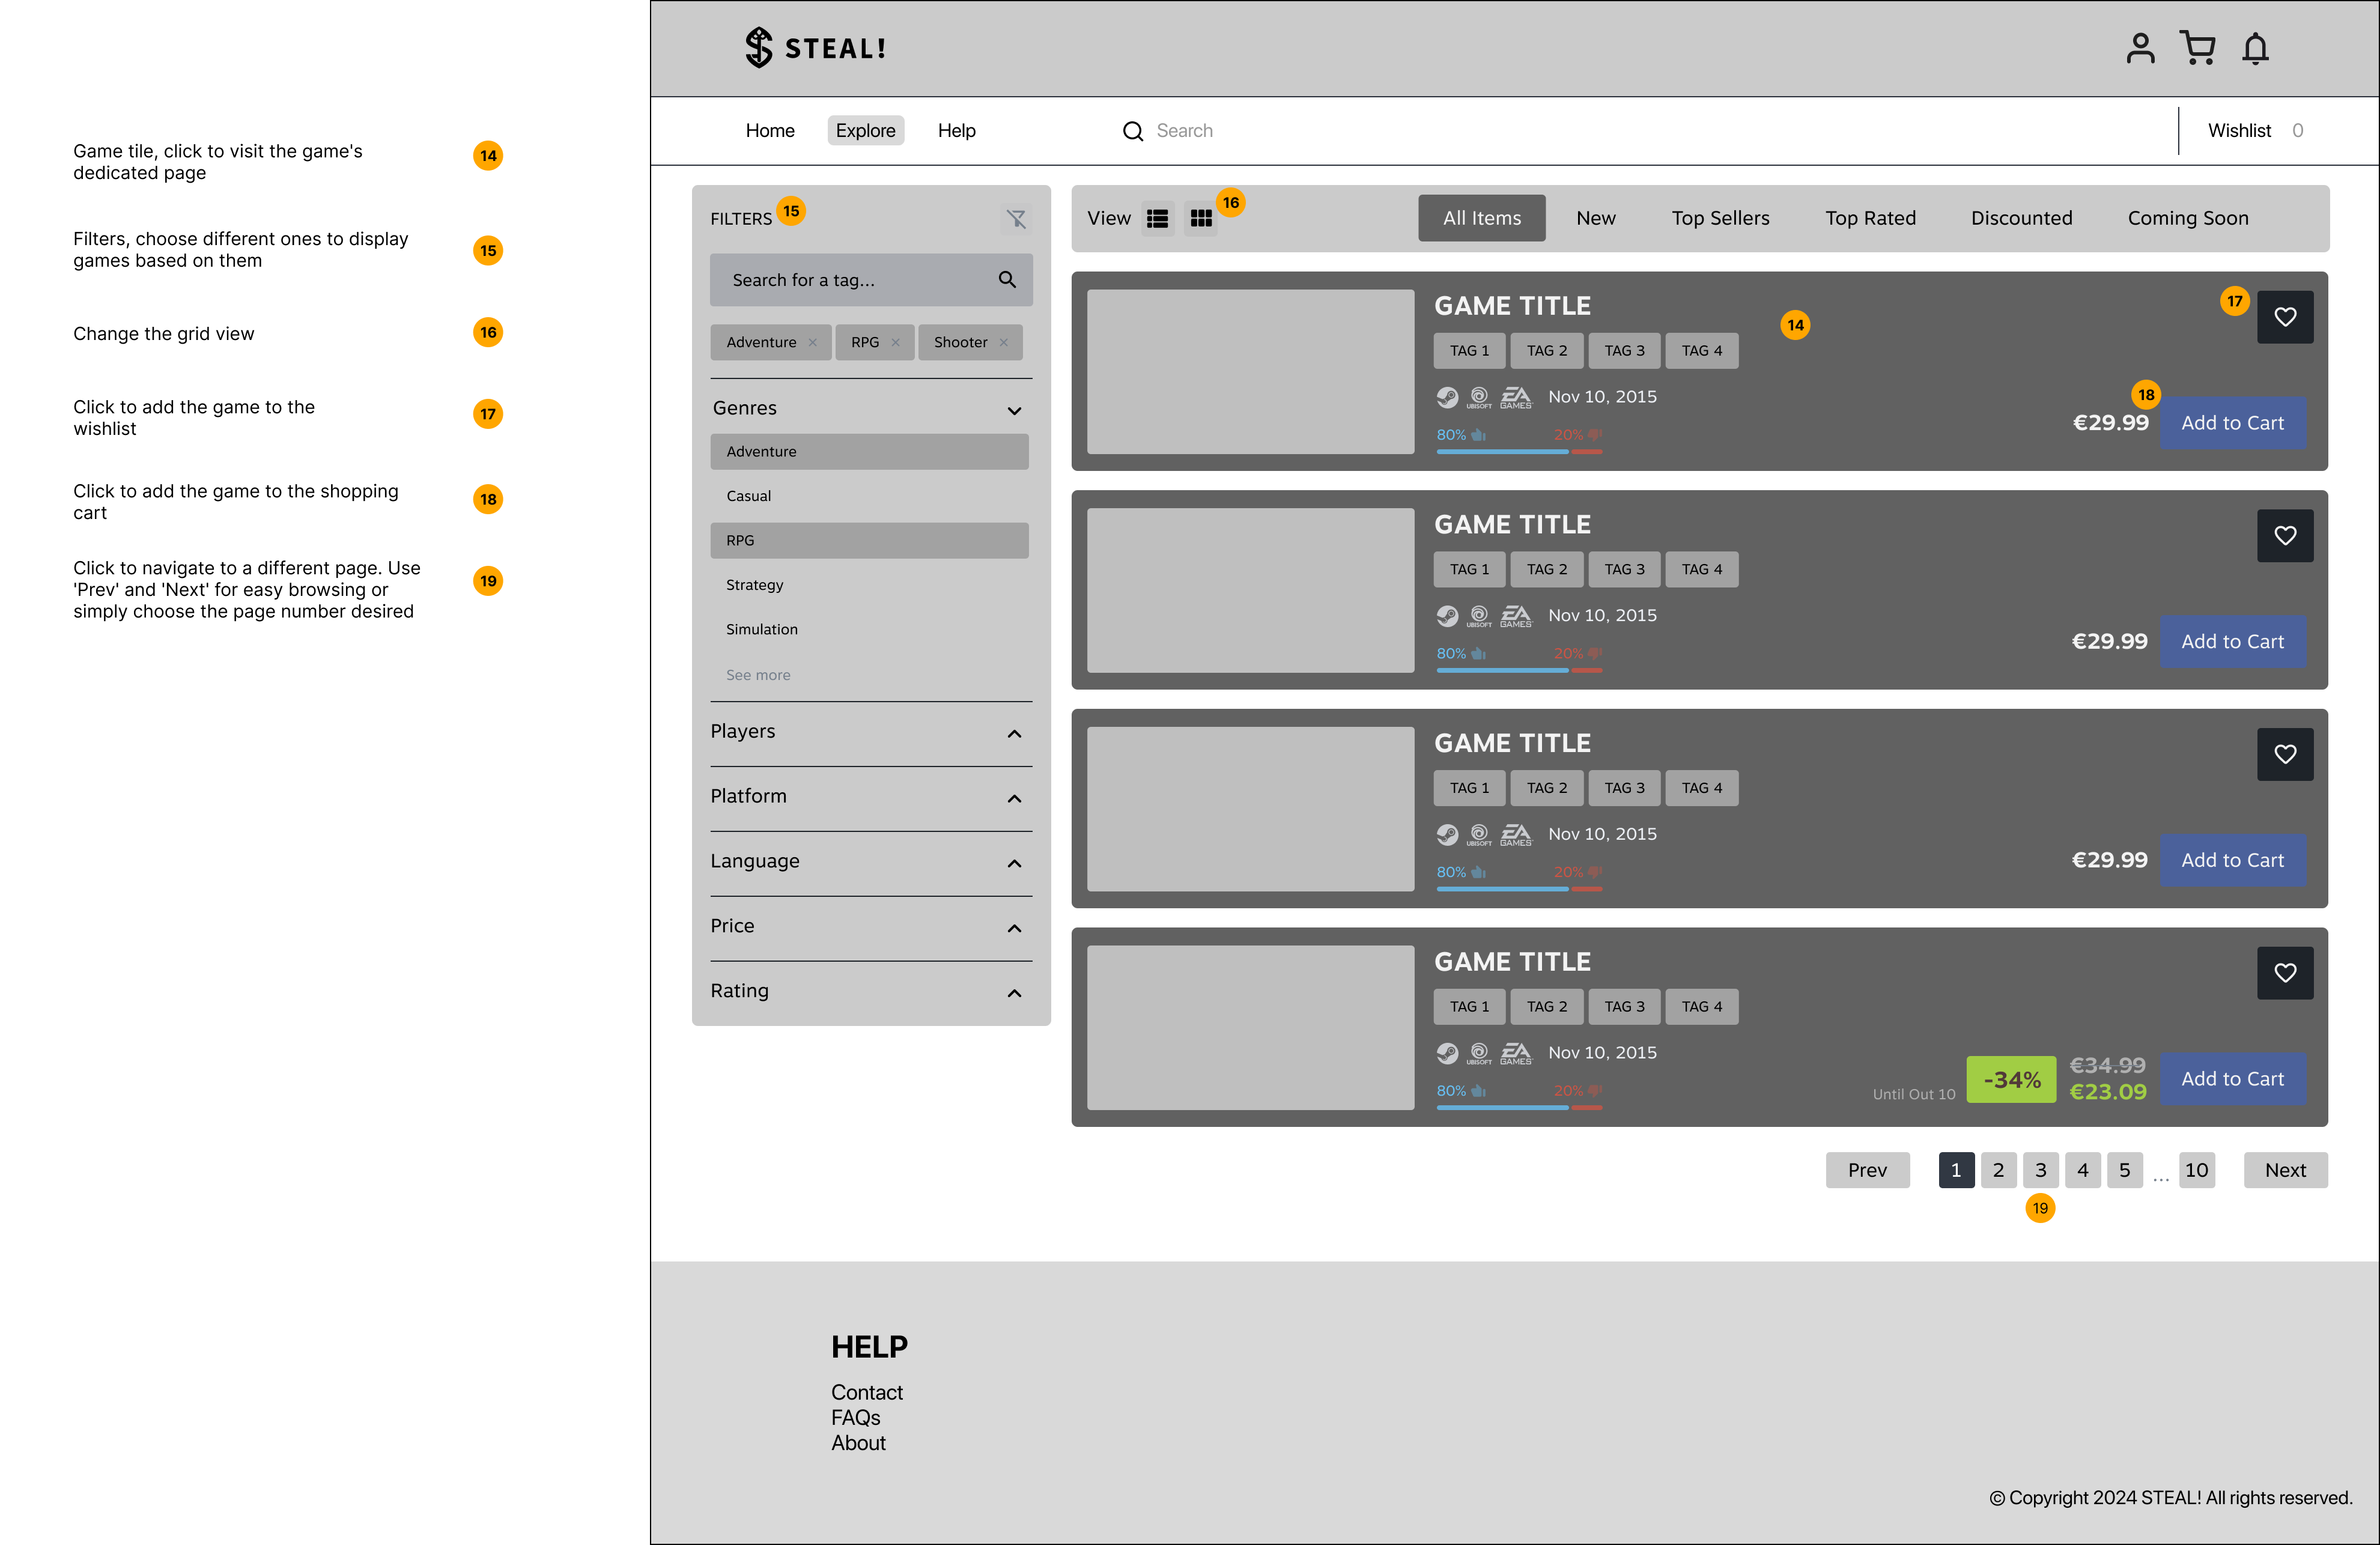 Game tile, click to visit the game's
dedicated page
14
Filters, choose different ones to display
games based on them
15
Change the grid view
16
Click to add the game to the
wishlist
17
Click to add the game to the shopping
cart
18
Click to navigate to a different page. Use
'Prev' and 'Next' for easy browsing or
simply choose the page number desired
19
STEAL!
Home Explore Help Search Wishlist 0
FILTERS 15
Search for a tag...
Adventure × RPG × Shooter ×
Genres
Adventure
Casual
RPG
Strategy
Simulation
See more
Players
Platform
Language
Price
Rating
View 16 All Items New Top Sellers Top Rated Discounted Coming Soon
GAME TITLE 14 17
TAG 1 TAG 2 TAG 3 TAG 4
UBISOFT EA GAMES Nov 10, 2015
80% 20%
18
€29.99 Add to Cart
GAME TITLE
TAG 1 TAG 2 TAG 3 TAG 4
UBISOFT EA GAMES Nov 10, 2015
80% 20%
€29.99 Add to Cart
GAME TITLE
TAG 1 TAG 2 TAG 3 TAG 4
UBISOFT EA GAMES Nov 10, 2015
80% 20%
€29.99 Add to Cart
GAME TITLE
TAG 1 TAG 2 TAG 3 TAG 4
UBISOFT EA GAMES Nov 10, 2015
80% 20%
Until Out 10 -34% €34.99 €23.09 Add to Cart
Prev 1 2 3 4 5 ... 10 Next
19
HELP
Contact
FAQs
About
© Copyright 2024 STEAL! All rights reserved.